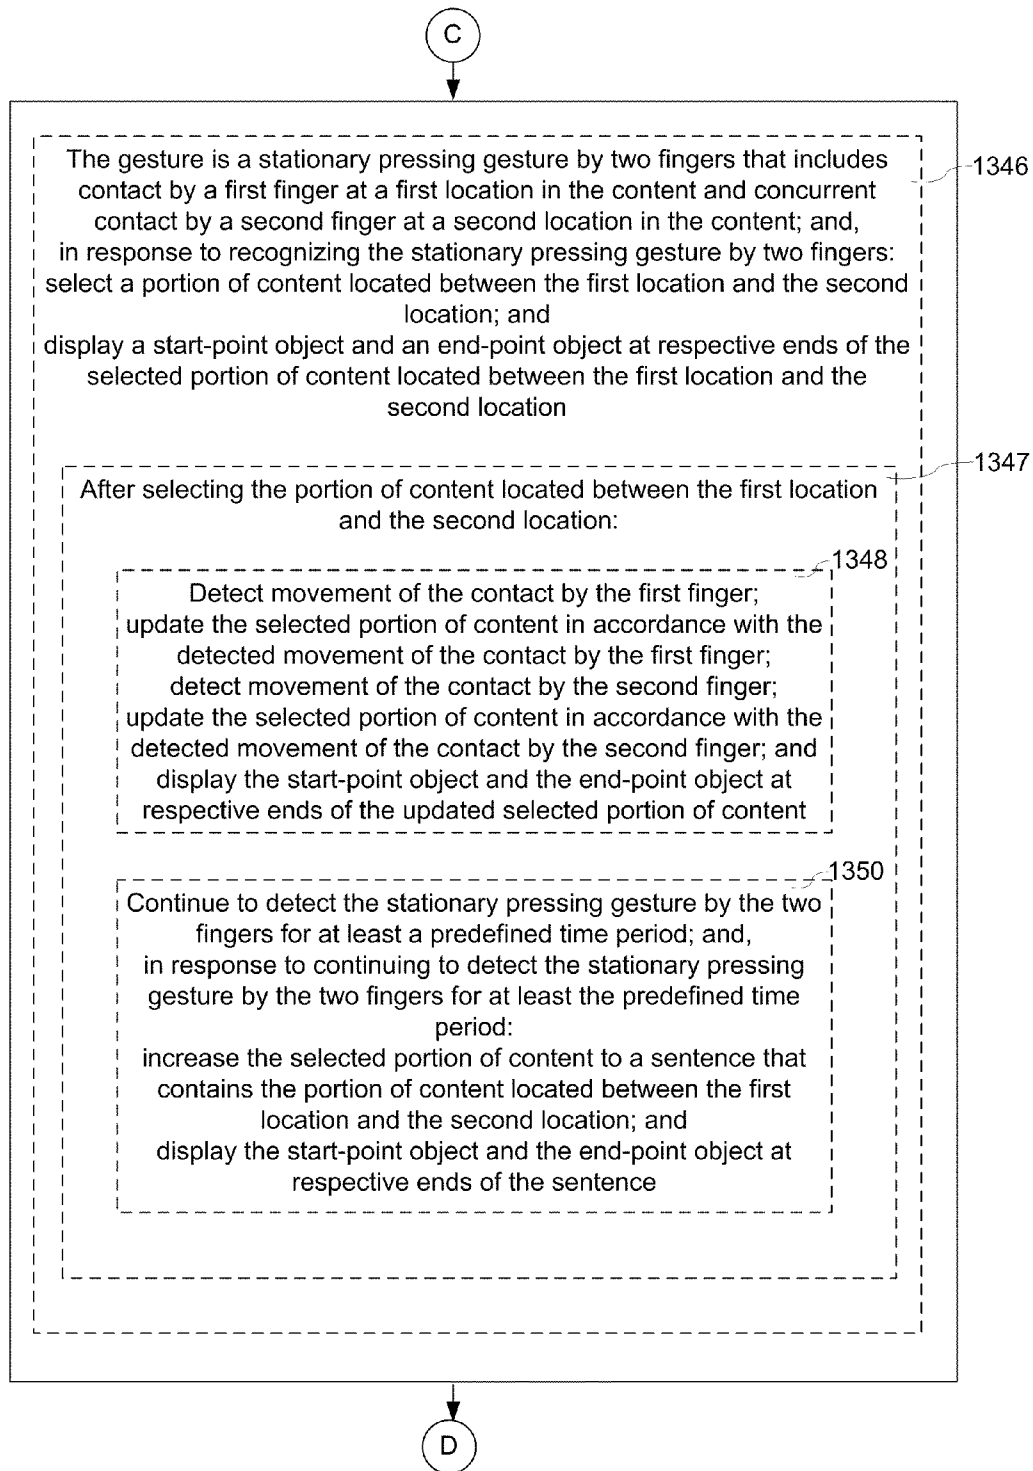 C
The gesture is a stationary pressing gesture by two fingers that includes
contact by a first finger at a first location in the content and concurrent
contact by a second finger at a second location in the content; and,
in response to recognizing the stationary pressing gesture by two fingers:
select a portion of content located between the first location and the second
location; and
display a start-point object and an end-point object at respective ends of the
selected portion of content located between the first location and the
second location
1346
After selecting the portion of content located between the first location
and the second location:
1347
1348
Detect movement of the contact by the first finger;
update the selected portion of content in accordance with the
detected movement of the contact by the first finger;
detect movement of the contact by the second finger;
update the selected portion of content in accordance with the
detected movement of the contact by the second finger; and
display the start-point object and the end-point object at
respective ends of the updated selected portion of content
1350
Continue to detect the stationary pressing gesture by the two
fingers for at least a predefined time period; and,
in response to continuing to detect the stationary pressing
gesture by the two fingers for at least the predefined time
period:
increase the selected portion of content to a sentence that
contains the portion of content located between the first
location and the second location; and
display the start-point object and the end-point object at
respective ends of the sentence
D